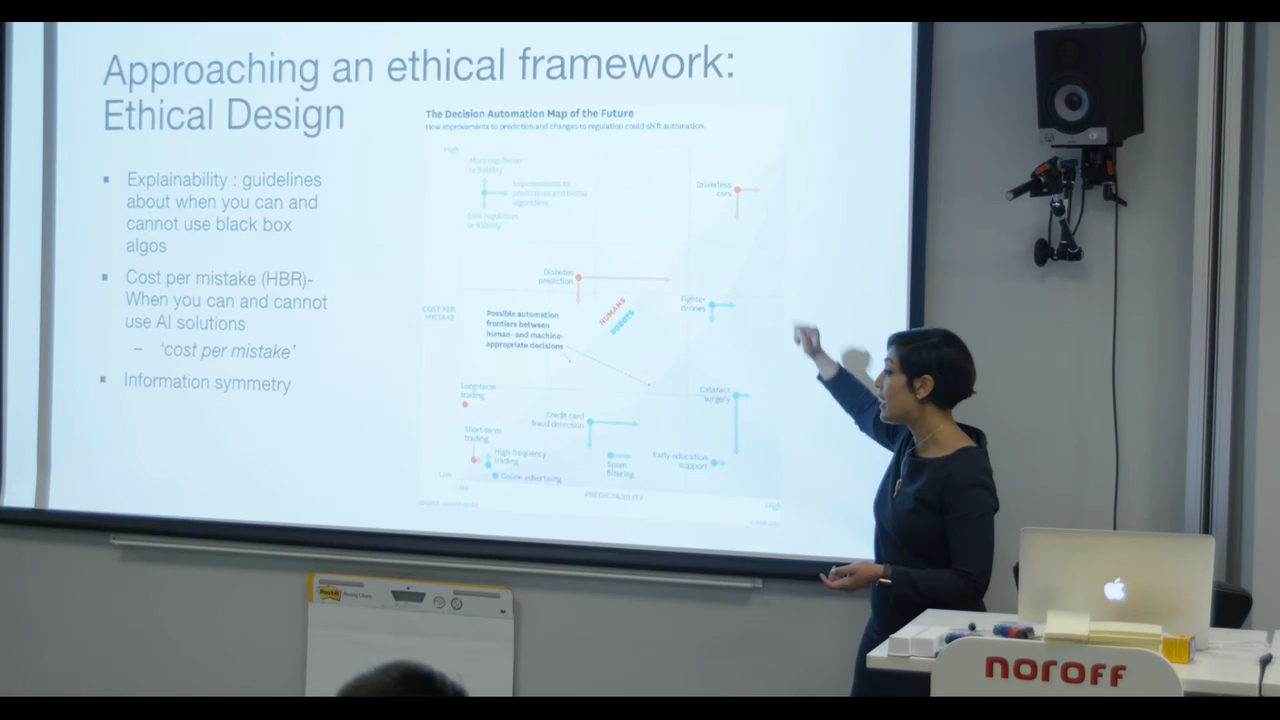 Approaching an ethical framework:
Ethical Design
Explainability : guidelines
about when you can and
cannot use black box
algos
Cost per mistake (HBR)-
When you can and cannot
use AI solutions
– 'cost per mistake'
Information symmetry
The Decision Automation Map of the Future
How improvements to prediction and changes to regulation could shift automation.
High
More regulation
or liability
Improvements to
predictions and better
algorithms
Less regulation
or liability
Driverless
cars
Diabetes
prediction
HUMANS
ROBOTS
Fighter
drones
COST PER
MISTAKE
Possible automation
frontiers between
human- and machine-
appropriate decisions
Long-term
trading
Cataract
surgery
Credit card
fraud detection
Short-term
trading
High-frequency
trading
Spam
filtering
Early education
support
Online advertising
Low
Low
PREDICTABILITY
High
Post-it
noroff